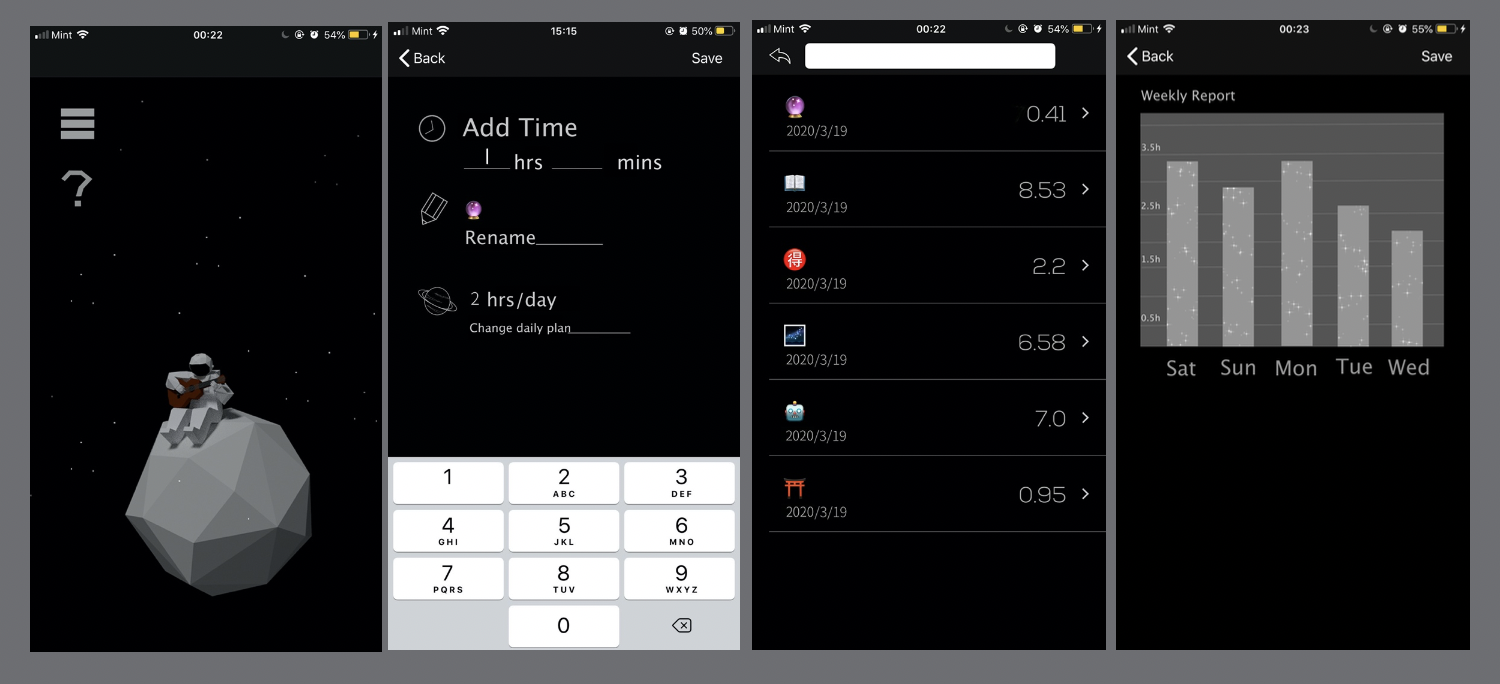 Mint 00:22 54%
?
Mint 15:15 50%
Back Save
Add Time
1 hrs mins
Rename
2 hrs/day
Change daily plan
1 2 ABC 3 DEF
4 GHI 5 JKL 6 MNO
7 PQRS 8 TUV 9 WXYZ
0
Mint 00:22 54%
0.41
2020/3/19
8.53
2020/3/19
得 2.2
2020/3/19
6.58
2020/3/19
7.0
2020/3/19
0.95
2020/3/19
Mint 00:23 55%
Back Save
Weekly Report
3.5h
2.5h
1.5h
0.5h
Sat Sun Mon Tue Wed